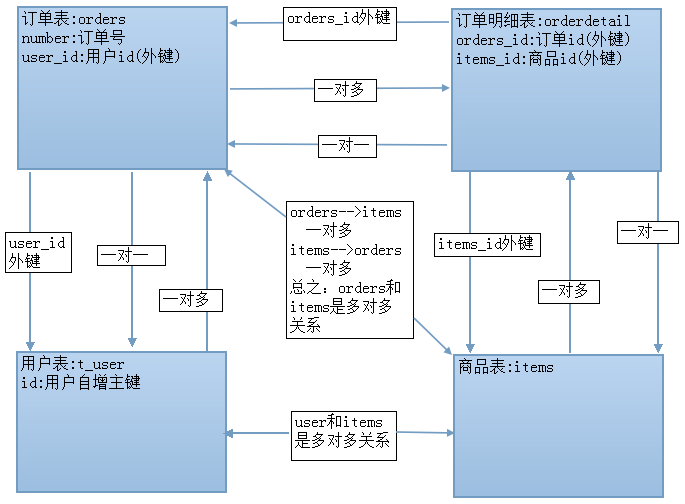 订单表:orders
number:订单号
user_id:用户id(外键)
orders_id外键
订单明细表:orderdetail
orders_id:订单id(外键)
items_id:商品id(外键)
一对多
一对一
user_id
外键
一对一
一对多
orders-->items
一对多
items-->orders
一对多
总之: orders和
items是多对多
关系
items_id外键
一对多
一对一
用户表:t_user
id:用户自增主键
user和items
是多对多关系
商品表:items